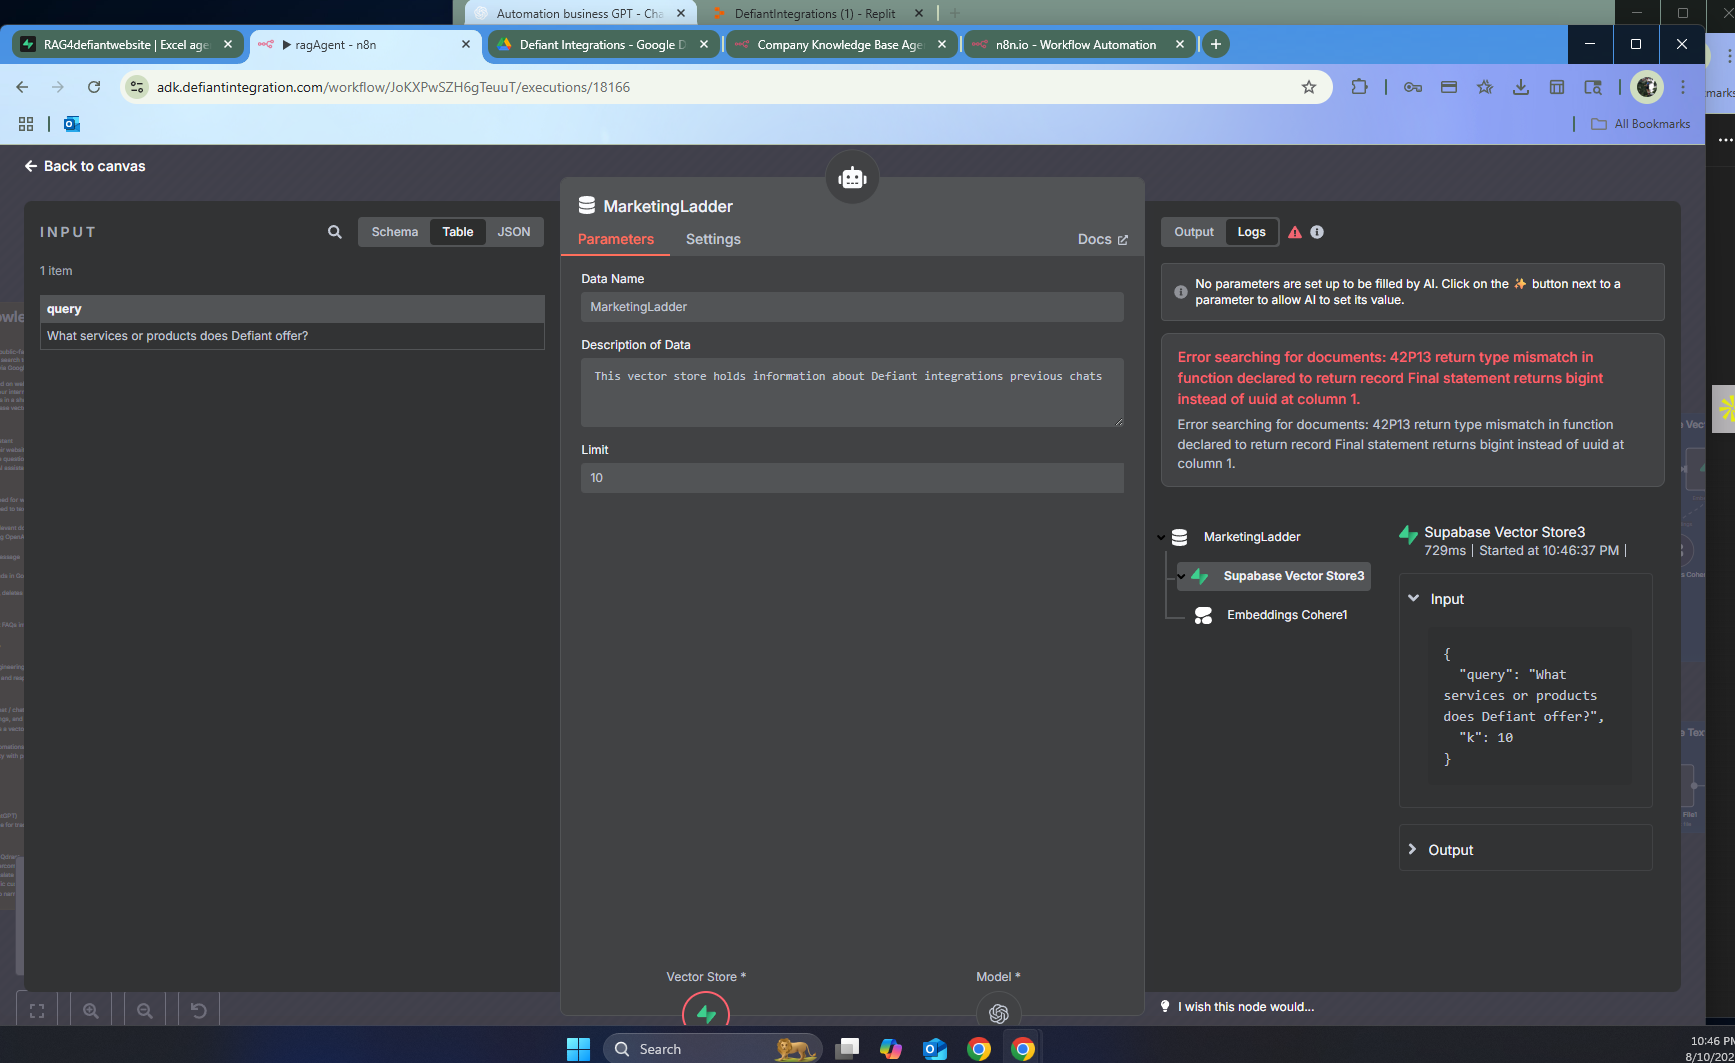 Automation business GPT - Cha
DefiantIntegrations (1) - Replit
RAG4defiantwebsite | Excel age
ragAgent - n8n
Defiant Integrations - Google D
Company Knowledge Base Age
n8n.io - Workflow Automation
adk.defiantintegration.com/workflow/JoKXPwSZH6gTeuuT/executions/18166
All Bookmarks
Back to canvas
INPUT
Schema
Table
JSON
1 item
query
What services or products does Defiant offer?
MarketingLadder
Parameters
Settings
Docs
Data Name
MarketingLadder
Description of Data
This vector store holds information about Defiant integrations previous chats
Limit
10
Vector Store *
Model *
Output
Logs
No parameters are set up to be filled by AI. Click on the ✨ button next to a
parameter to allow AI to set its value.
Error searching for documents: 42P13 return type mismatch in
function declared to return record Final statement returns bigint
instead of uuid at column 1.
Error searching for documents: 42P13 return type mismatch in function
declared to return record Final statement returns bigint instead of uuid at
column 1.
MarketingLadder
Supabase Vector Store3
Embeddings Cohere1
Supabase Vector Store3
729ms | Started at 10:46:37 PM |
Input
{
"query": "What
services or products
does Defiant offer?",
"k": 10
}
Output
I wish this node would...
Search
10:46 PM
8/10/202